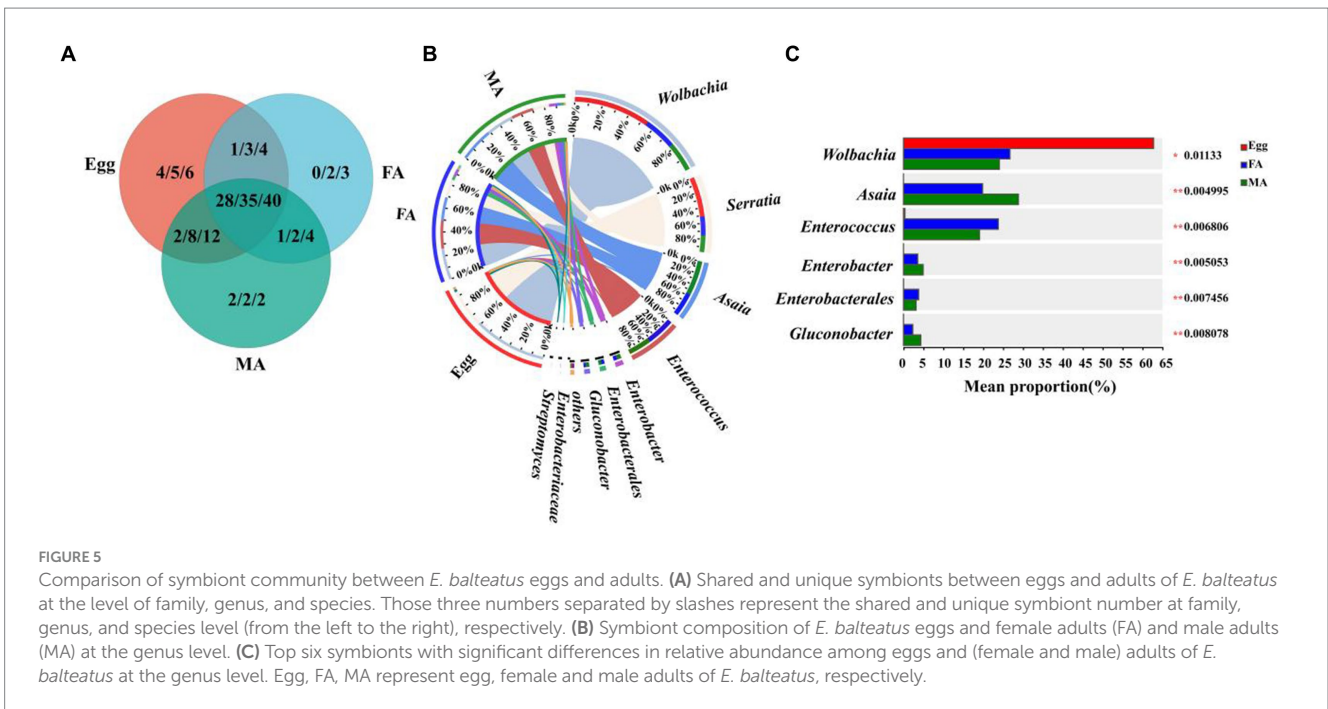 A
Egg
FA
MA
4/5/6
1/3/4
0/2/3
28/35/40
2/8/12
1/2/4
2/2/2
B
MA
FA
Egg
Wolbachia
Serratia
Asaia
Enterococcus
Enterobacter
Enterobacterales
Gluconobacter
others
Enterobacteriaceae
Streptomyces
C
Egg
FA
MA
Wolbachia * 0.01133
Asaia ** 0.004995
Enterococcus ** 0.006806
Enterobacter ** 0.005053
Enterobacterales ** 0.007456
Gluconobacter ** 0.008078
0 5 10 15 20 25 30 35 40 45 50 55 60 65
Mean proportion(%)
FIGURE 5
Comparison of symbiont community between E. balteatus eggs and adults. (A) Shared and unique symbionts between eggs and adults of E. balteatus
at the level of family, genus, and species. Those three numbers separated by slashes represent the shared and unique symbiont number at family,
genus, and species level (from the left to the right), respectively. (B) Symbiont composition of E. balteatus eggs and female adults (FA) and male adults
(MA) at the genus level. (C) Top six symbionts with significant differences in relative abundance among eggs and (female and male) adults of E.
balteatus at the genus level. Egg, FA, MA represent egg, female and male adults of E. balteatus, respectively.